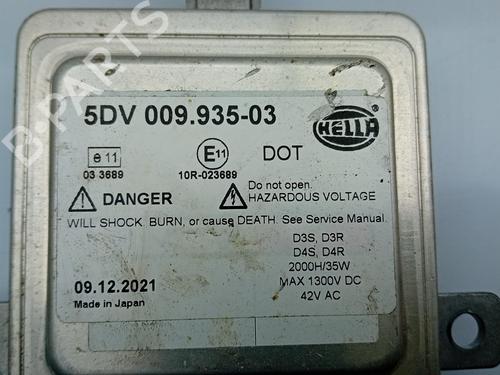 5DV 009.935-03
HELLA
e 11
E11
DOT
03 3689
10R-023689
DANGER
Do not open.
HAZARDOUS VOLTAGE
WILL SHOCK, BURN, or cause DEATH. See Service Manual.
D3S, D3R
D4S, D4R
2000H/35W
MAX 1300V DC
42V AC
09.12.2021
Made in Japan
B-PARTS